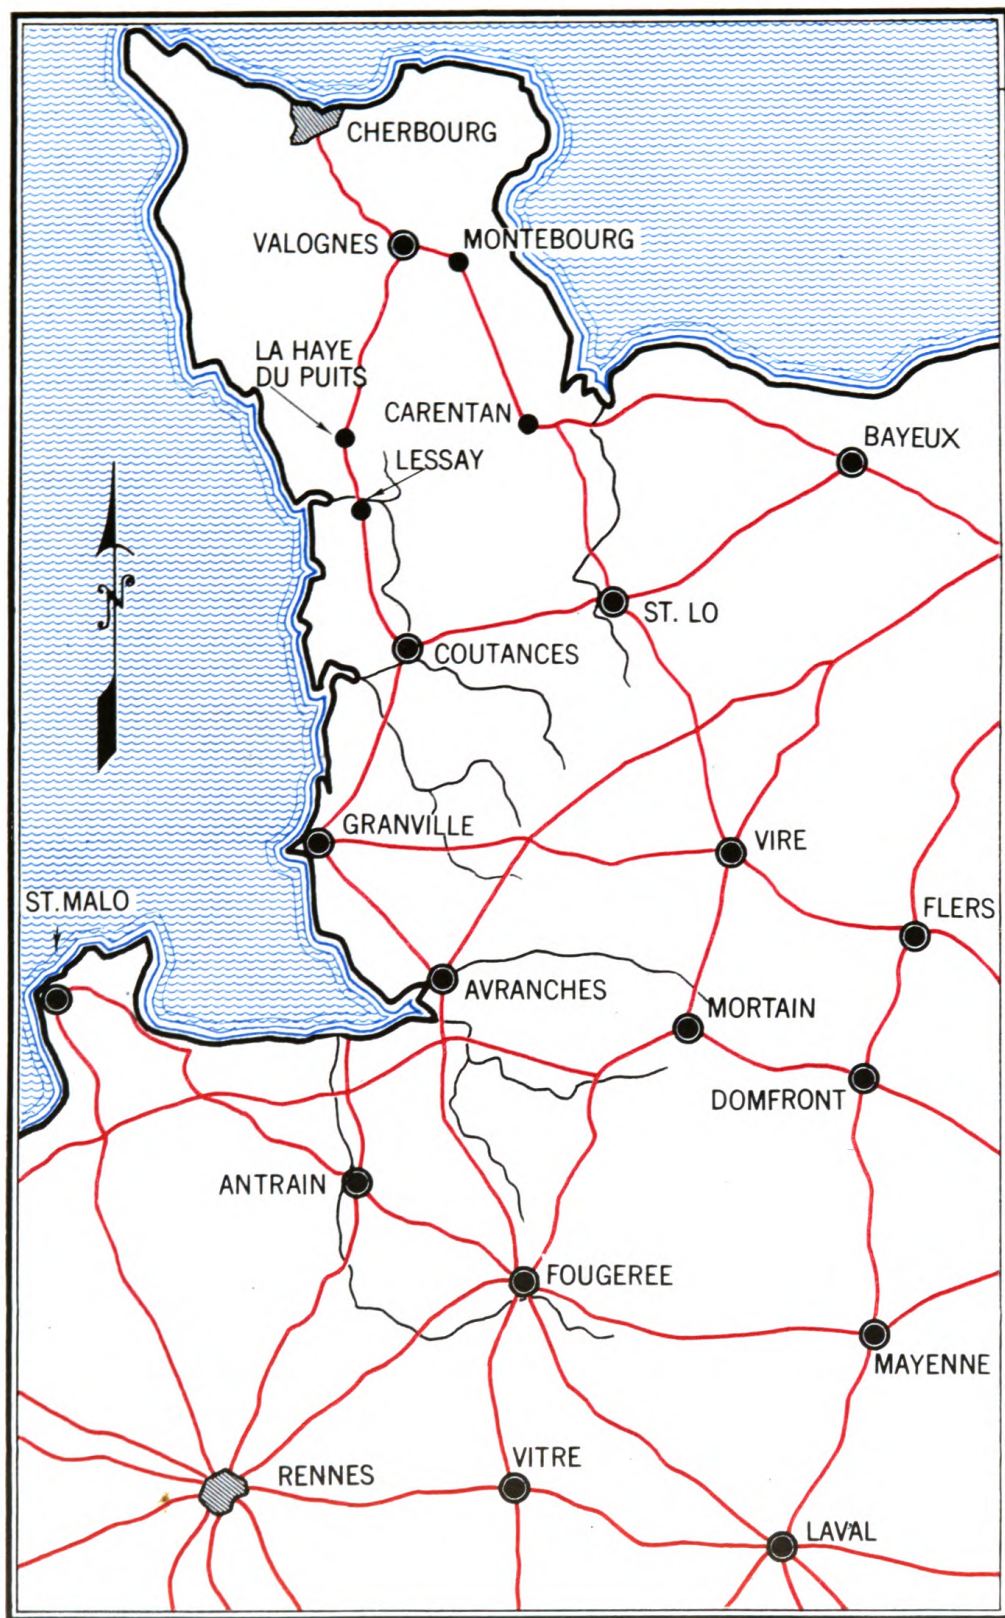 CHERBOURG
VALOGNES
MONTEBOURG
LA HAYE
DU PUITS
CARENTAN
BAYEUX
LESSAY
N
ST. LO
COUTANCES
GRANVILLE
VIRE
ST. MALO
FLERS
AVRANCHES
MORTAIN
DOMFRONT
ANTRAIN
FOUGEREE
MAYENNE
VITRE
RENNES
LAVAL